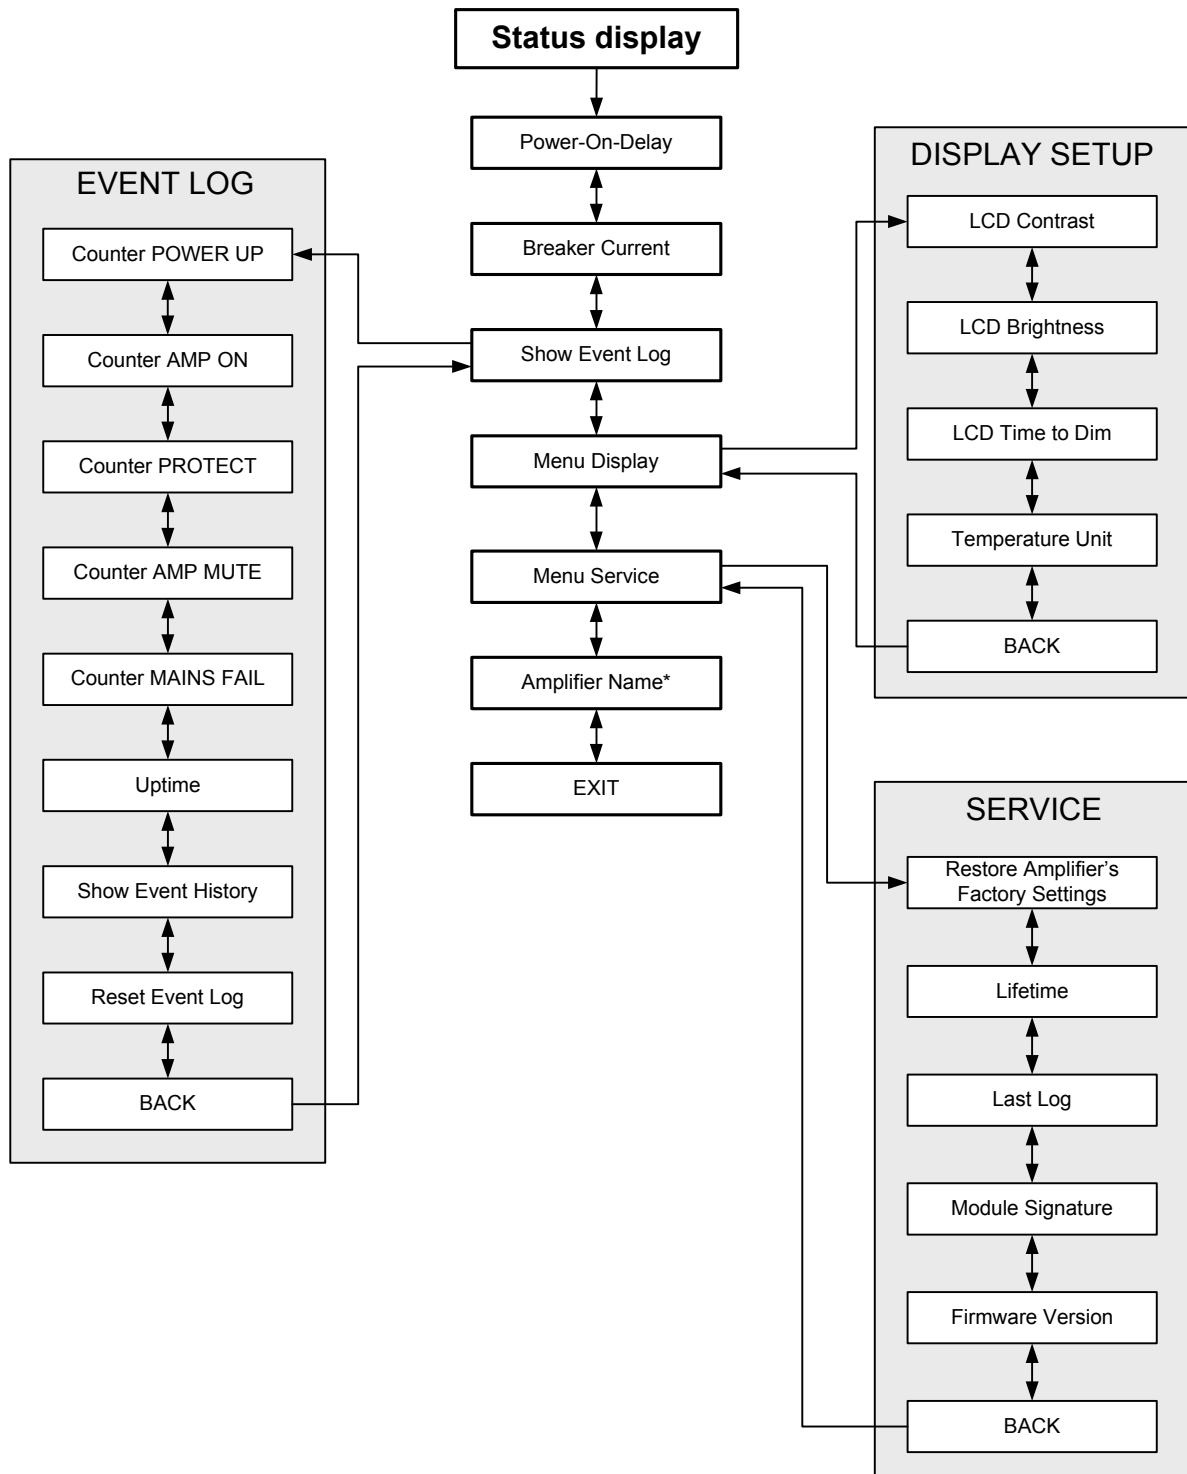 Status display
Power-On-Delay
Breaker Current
Show Event Log
Menu Display
Menu Service
Amplifier Name*
EXIT
EVENT LOG
Counter POWER UP
Counter AMP ON
Counter PROTECT
Counter AMP MUTE
Counter MAINS FAIL
Uptime
Show Event History
Reset Event Log
BACK
DISPLAY SETUP
LCD Contrast
LCD Brightness
LCD Time to Dim
Temperature Unit
BACK
SERVICE
Restore Amplifier's
Factory Settings
Lifetime
Last Log
Module Signature
Firmware Version
BACK